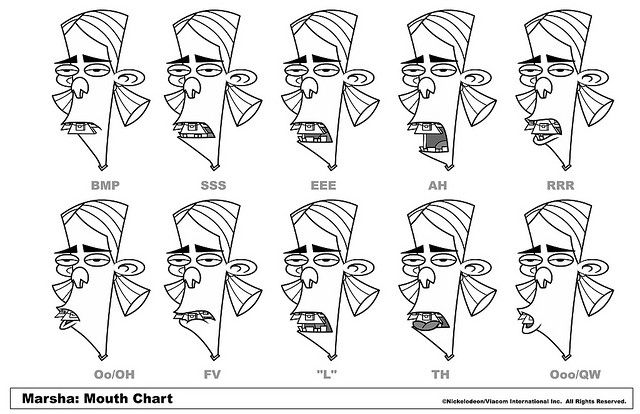 BMP SSS EEE AH RRR
Oo/OH FV "L" TH Ooo/QW
Marsha: Mouth Chart ©Nickelodeon/Viacom International Inc. All Rights Reserved.